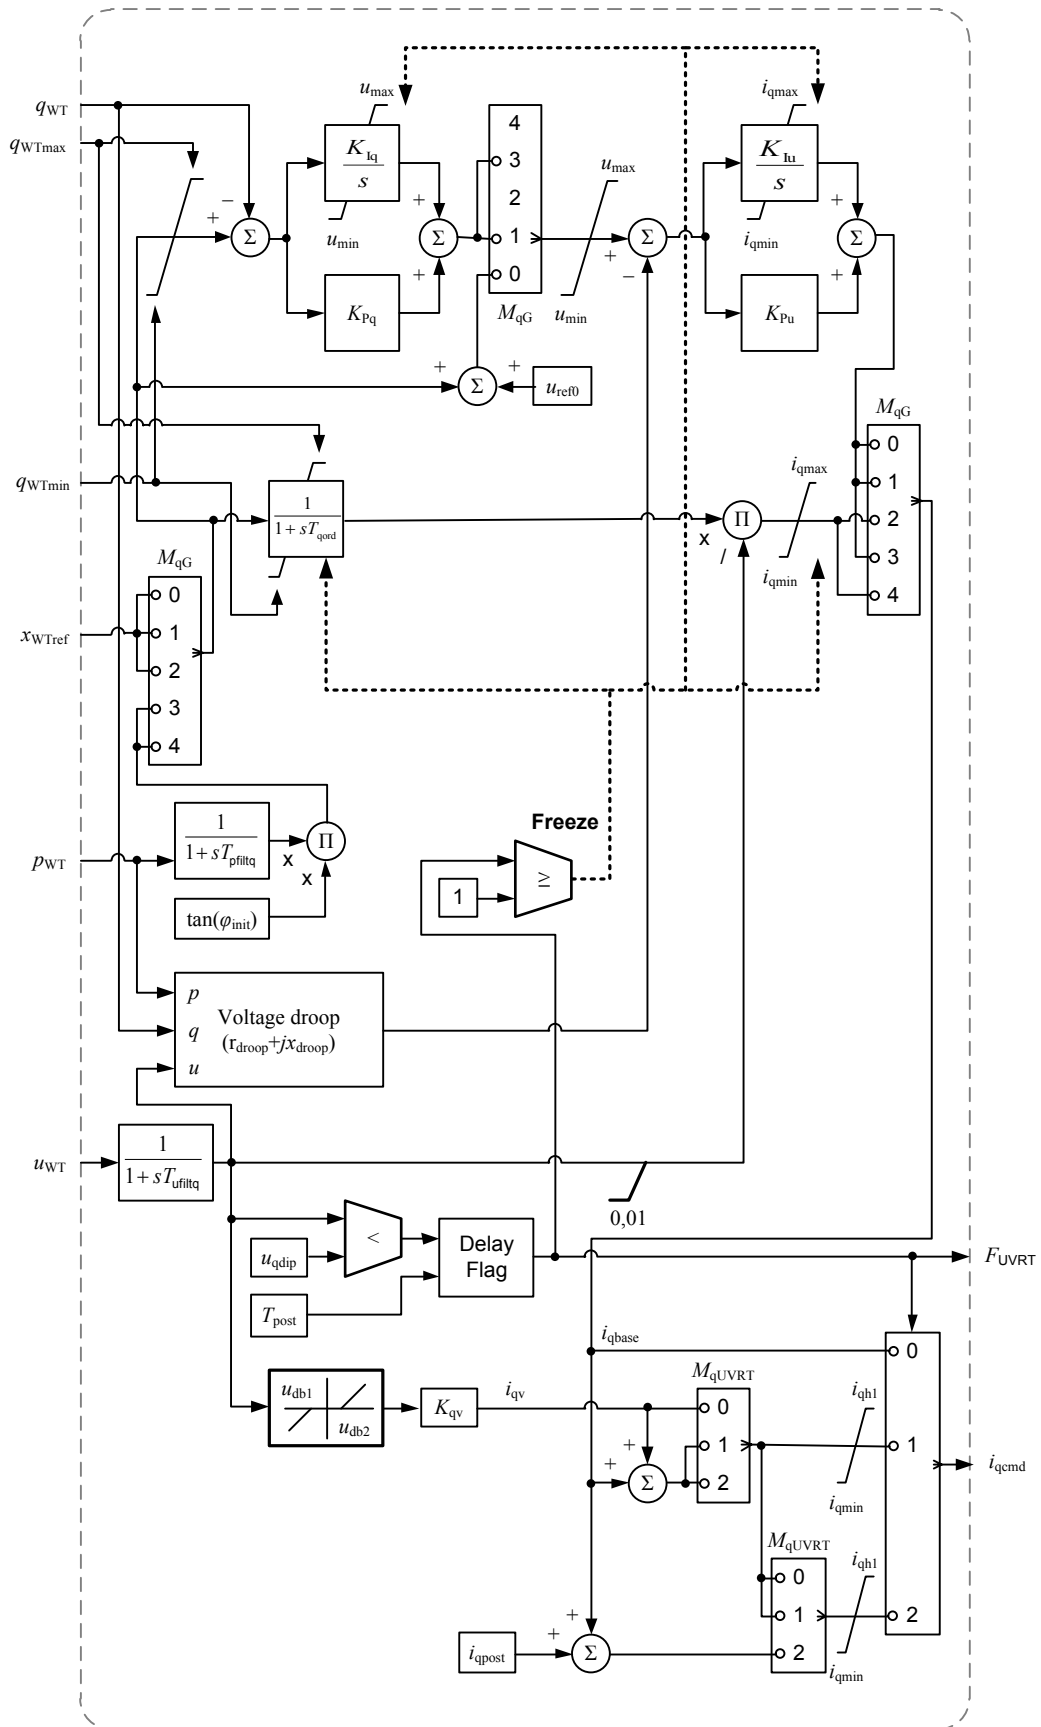 u_max
i_qmax
q_WT
q_WTmax
K_Iq
s
4
3
2
1
0
u_max
K_Iu
s
−
+
Σ
u_min
+
Σ
+
+
Σ
−
i_qmin
+
Σ
+
K_Pq
M_qG
u_min
K_Pu
+
Σ
+
u_ref0
M_qG
q_WTmin
i_qmax
0
1
2
3
4
1
1 + sT_qord
x
Π
/
i_qmin
M_qG
x_WTref
0
1
2
3
4
Freeze
p_WT
1
1 + sT_pfiltq
x
Π
x
≥
1
tan(φ_init)
p
q
u
Voltage droop
(r_droop+jx_droop)
u_WT
1
1 + sT_ufiltq
0,01
<
u_qdip
Delay
Flag
F_UVRT
T_post
i_qbase
0
M_qUVRT
u_db1
u_db2
K_qv
i_qv
0
1
2
i_qh1
1
+
+
Σ
i_qmin
i_qcmd
M_qUVRT
i_qh1
0
1
2
2
+
+
i_qpost
Σ
i_qmin